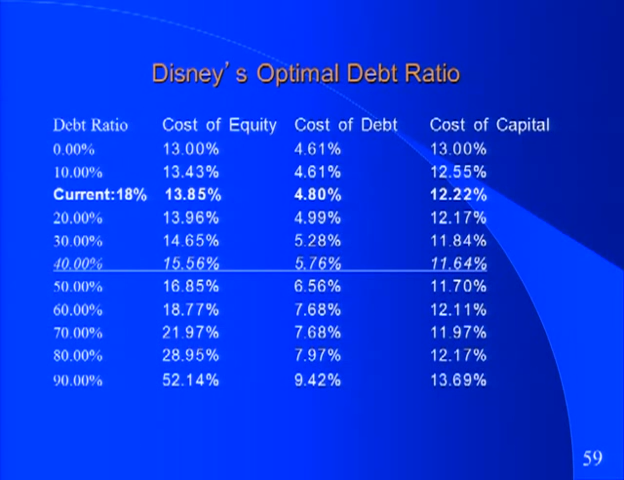 Disney's Optimal Debt Ratio
Debt Ratio Cost of Equity Cost of Debt Cost of Capital
0.00% 13.00% 4.61% 13.00%
10.00% 13.43% 4.61% 12.55%
Current:18% 13.85% 4.80% 12.22%
20.00% 13.96% 4.99% 12.17%
30.00% 14.65% 5.28% 11.84%
40.00% 15.56% 5.76% 11.64%
50.00% 16.85% 6.56% 11.70%
60.00% 18.77% 7.68% 12.11%
70.00% 21.97% 7.68% 11.97%
80.00% 28.95% 7.97% 12.17%
90.00% 52.14% 9.42% 13.69%
59